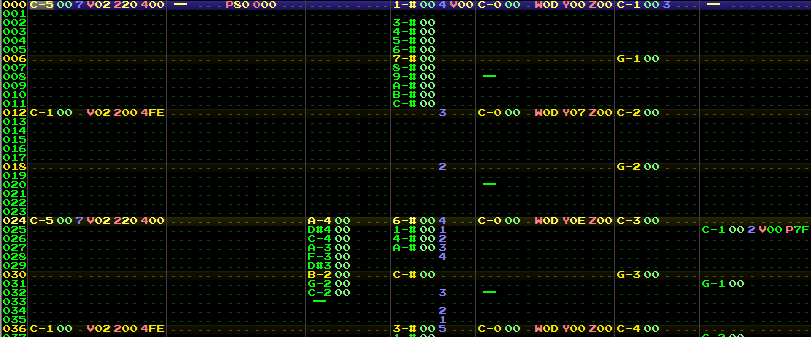 000 C-5 00 7 V02 220 400 P80 000 1-# 00 4 V00 C-0 00 W0D Y00 Z00 C-1 00 3
001
002 3-# 00
003 4-# 00
004 5-# 00
005 6-# 00
006 7-# 00 G-1 00
007 8-# 00
008 9-# 00
009 A-# 00
010 B-# 00
011 C-# 00
012 C-1 00 V02 200 4FE 3 C-0 00 W0D Y07 Z00 C-2 00
013
014
015
016
017
018 2 G-2 00
019
020
021
022
023
024 C-5 00 7 V02 220 400 A-4 00 6-# 00 4 C-0 00 W0D Y0E Z00 C-3 00
025 D#4 00 1-# 00 1 C-1 00 2 V00 P7F
026 C-4 00 4-# 00 2
027 A-3 00 A-# 00 3
028 F-3 00 4
029 D#3 00
030 B-2 00 C-# 00 G-3 00
031 G-2 00 G-1 00
032 C-2 00 3
033
034 2
035 1
036 C-1 00 V02 200 4FE 3-# 00 5 C-0 00 W0D Y00 Z00 C-4 00